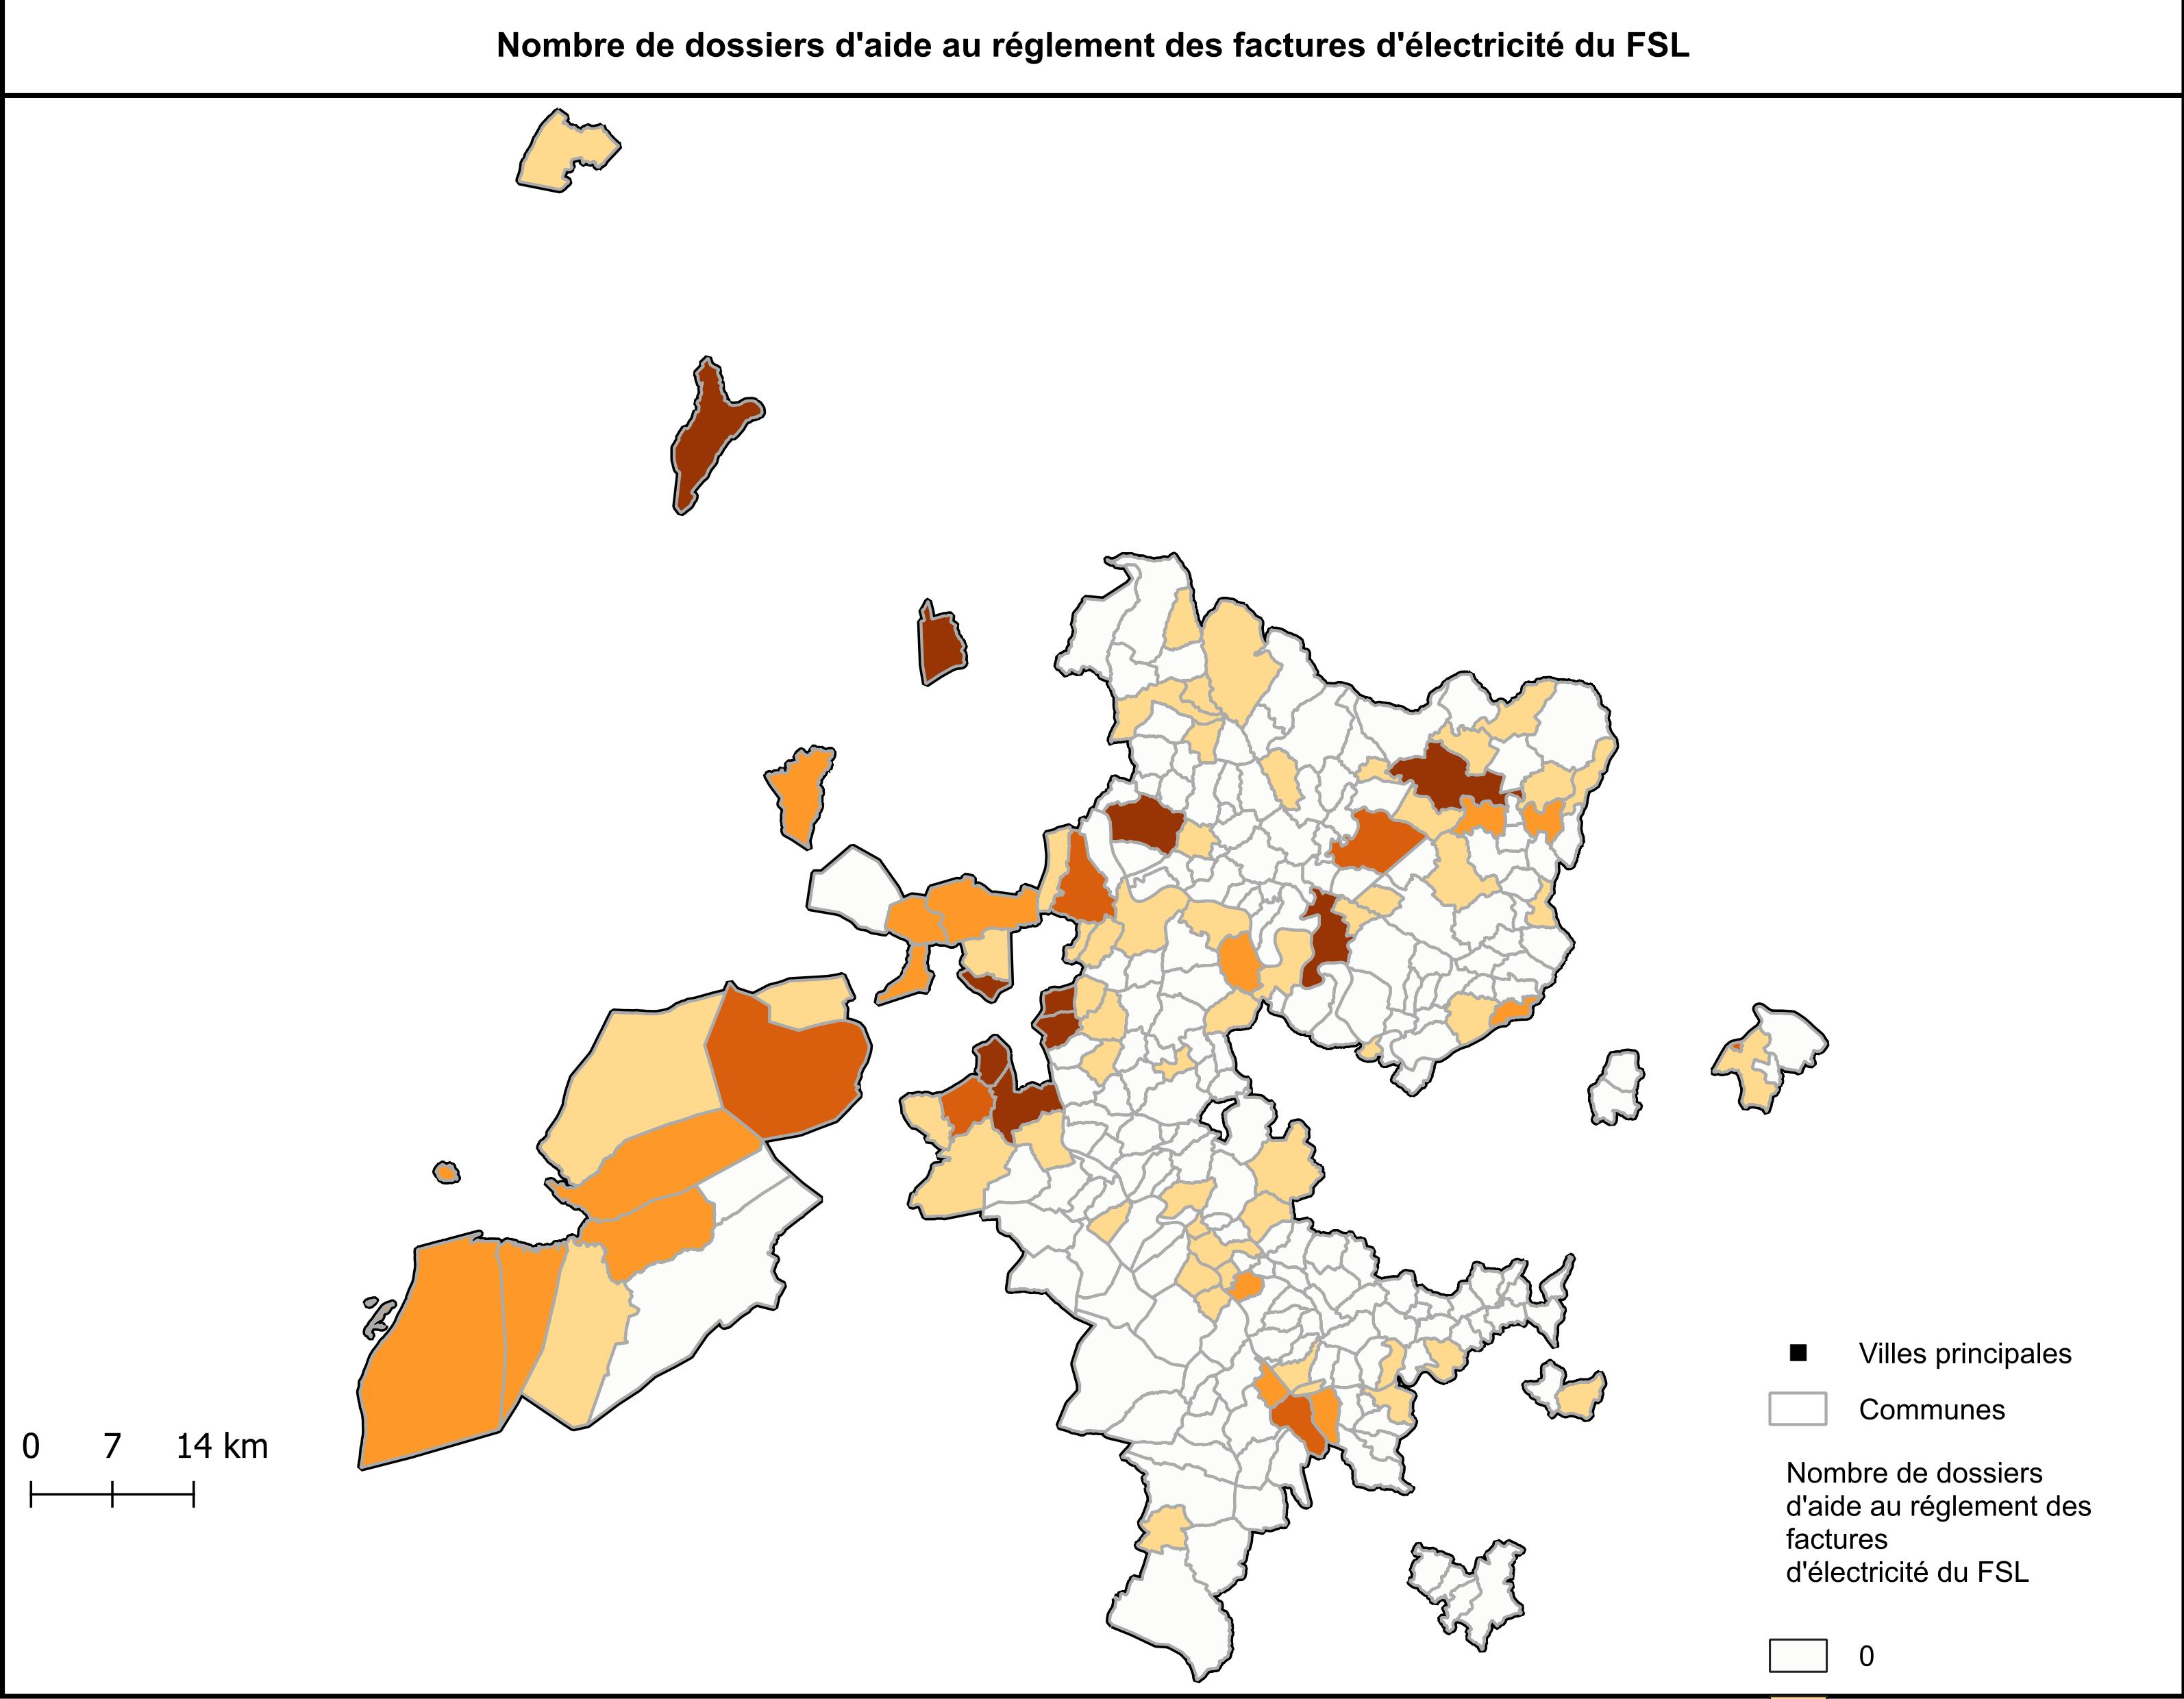 Nombre de dossiers d'aide au réglement des factures d'électricité du FSL
0 7 14 km
Villes principales
Communes
Nombre de dossiers
d'aide au réglement des
factures
d'électricité du FSL
0